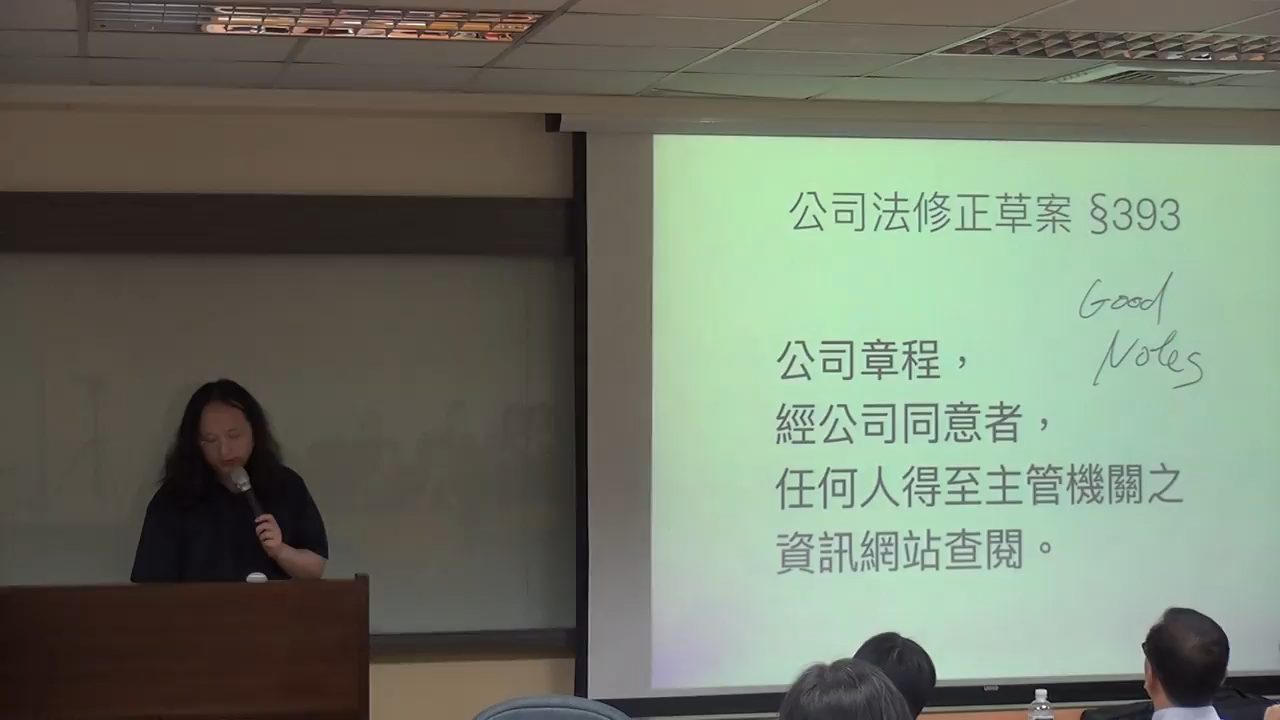 公司法修正草案 §393
Good
Notes
公司章程，
經公司同意者，
任何人得至主管機關之
資訊網站查閱。